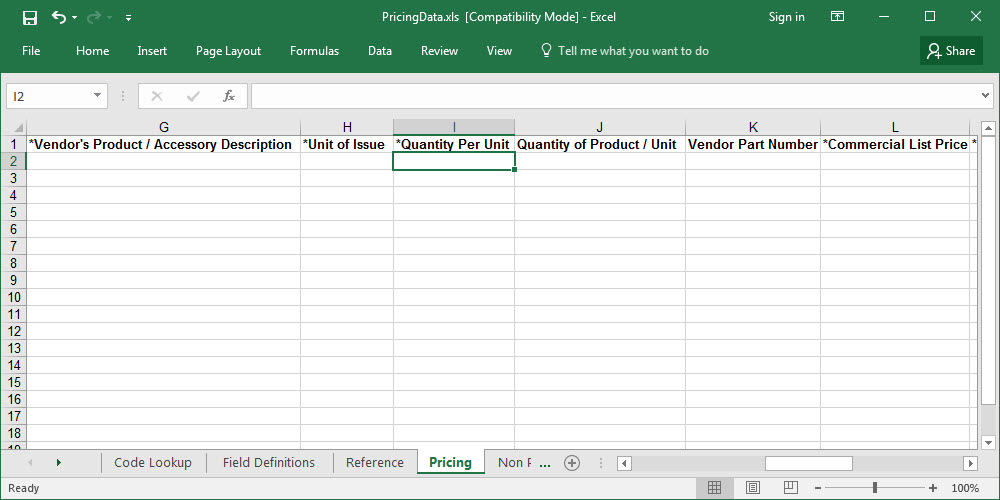 PricingData.xls [Compatibility Mode] - Excel
Sign in
File Home Insert Page Layout Formulas Data Review View Tell me what you want to do Share
I2 fx
G H I J K L
1 *Vendor's Product / Accessory Description *Unit of Issue *Quantity Per Unit Quantity of Product / Unit Vendor Part Number *Commercial List Price *
2
3
4
5
6
7
8
9
10
11
12
13
14
15
16
17
18
19
Code Lookup Field Definitions Reference Pricing Non P ...
Ready 100%